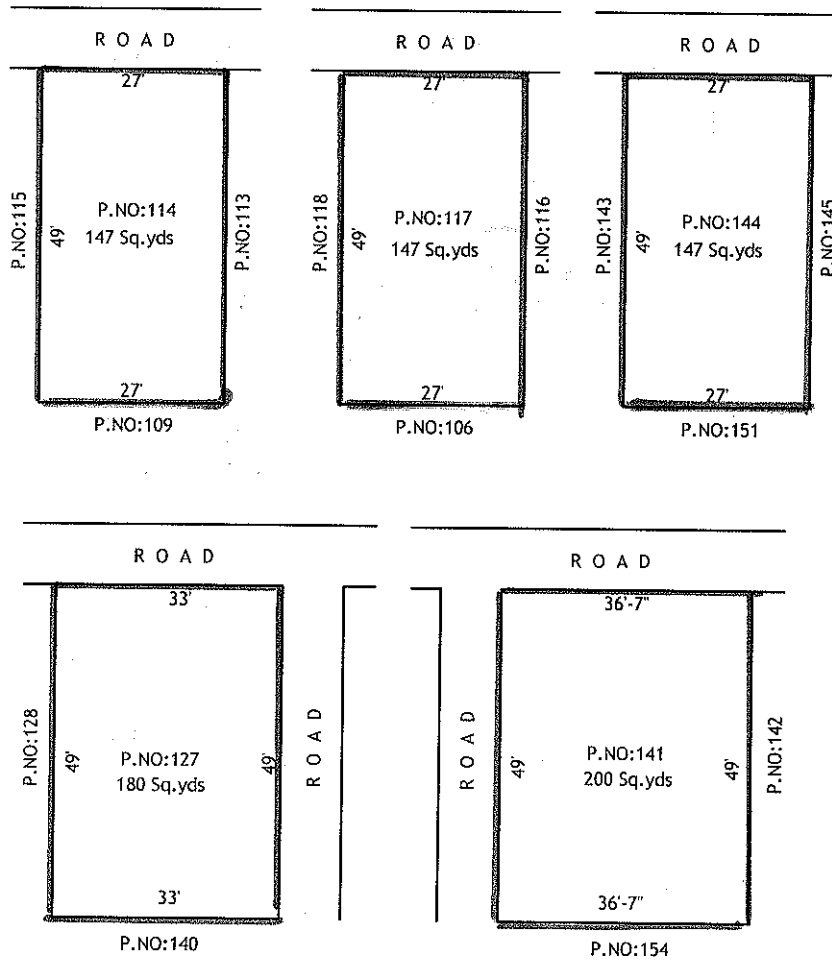 ROAD
27'
P.NO:115
49'
P.NO:114
147 Sq.yds
P.NO:113
27'
P.NO:109
ROAD
27'
P.NO:118
49'
P.NO:117
147 Sq.yds
P.NO:116
27'
P.NO:106
ROAD
27'
P.NO:143
49'
P.NO:144
147 Sq.yds
P.NO:145
27'
P.NO:151
ROAD
33'
P.NO:128
49'
P.NO:127
180 Sq.yds
49'
ROAD
33'
P.NO:140
ROAD
36'-7"
ROAD
49'
P.NO:141
200 Sq.yds
49'
P.NO:142
36'-7"
P.NO:154